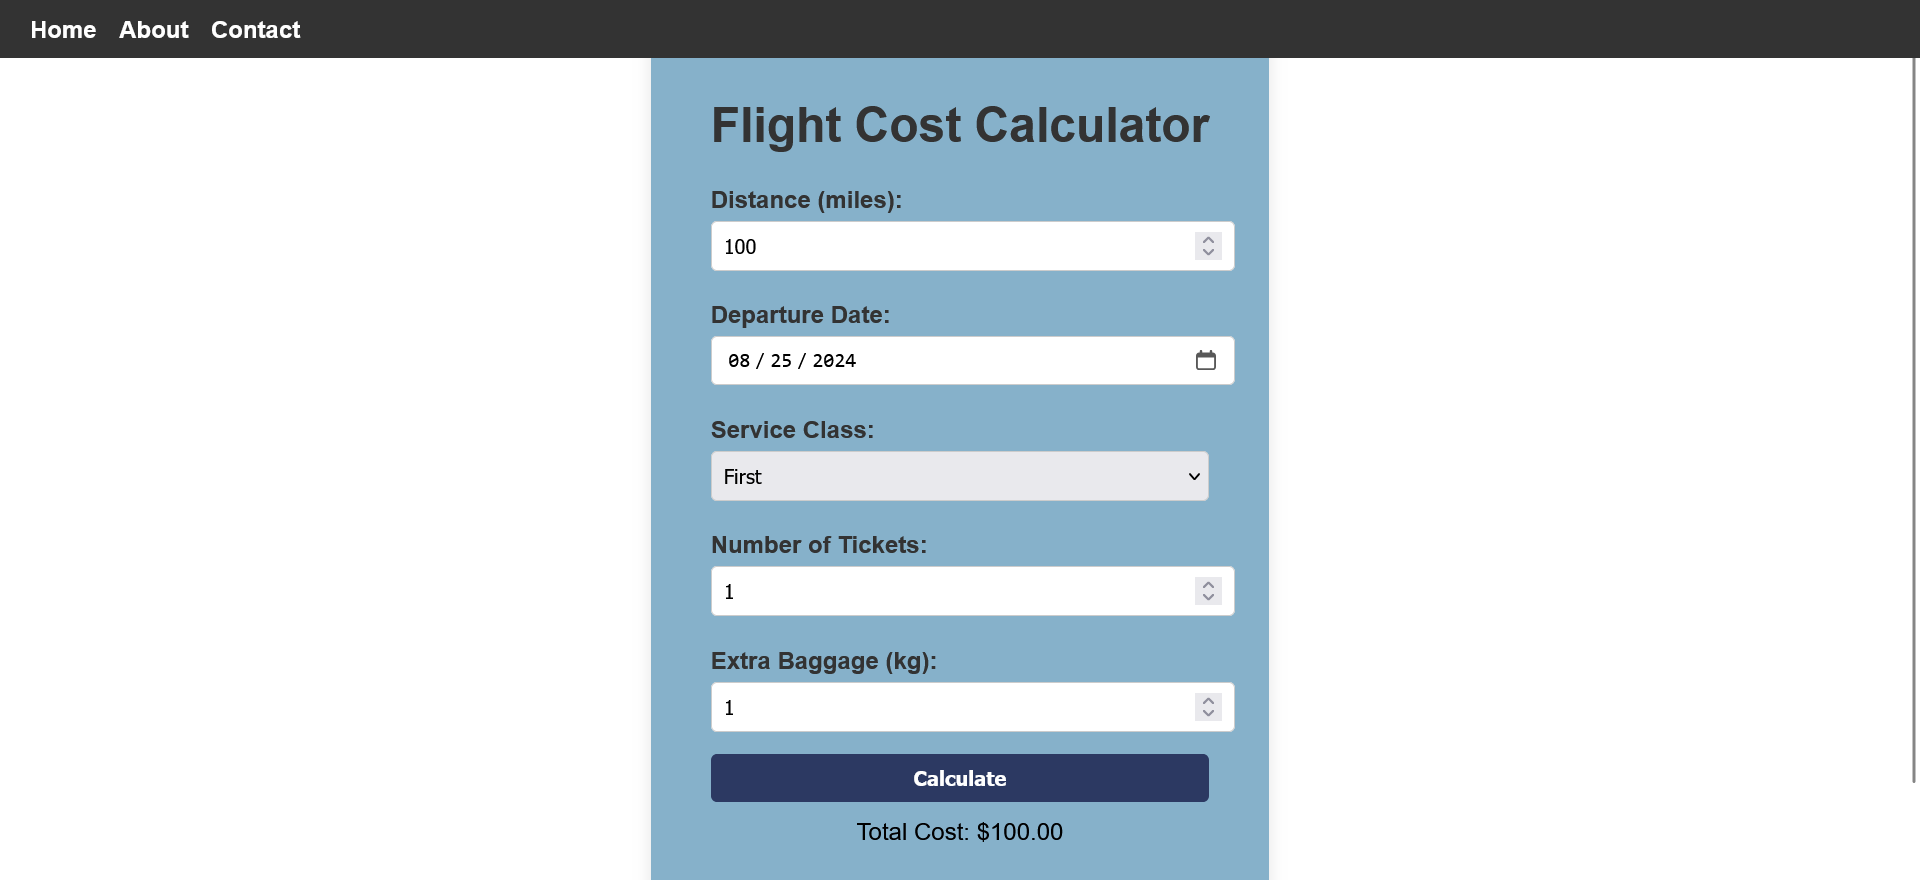 Home About Contact
Flight Cost Calculator
Distance (miles):
100
Departure Date:
08 / 25 / 2024
Service Class:
First
Number of Tickets:
1
Extra Baggage (kg):
1
Calculate
Total Cost: $100.00